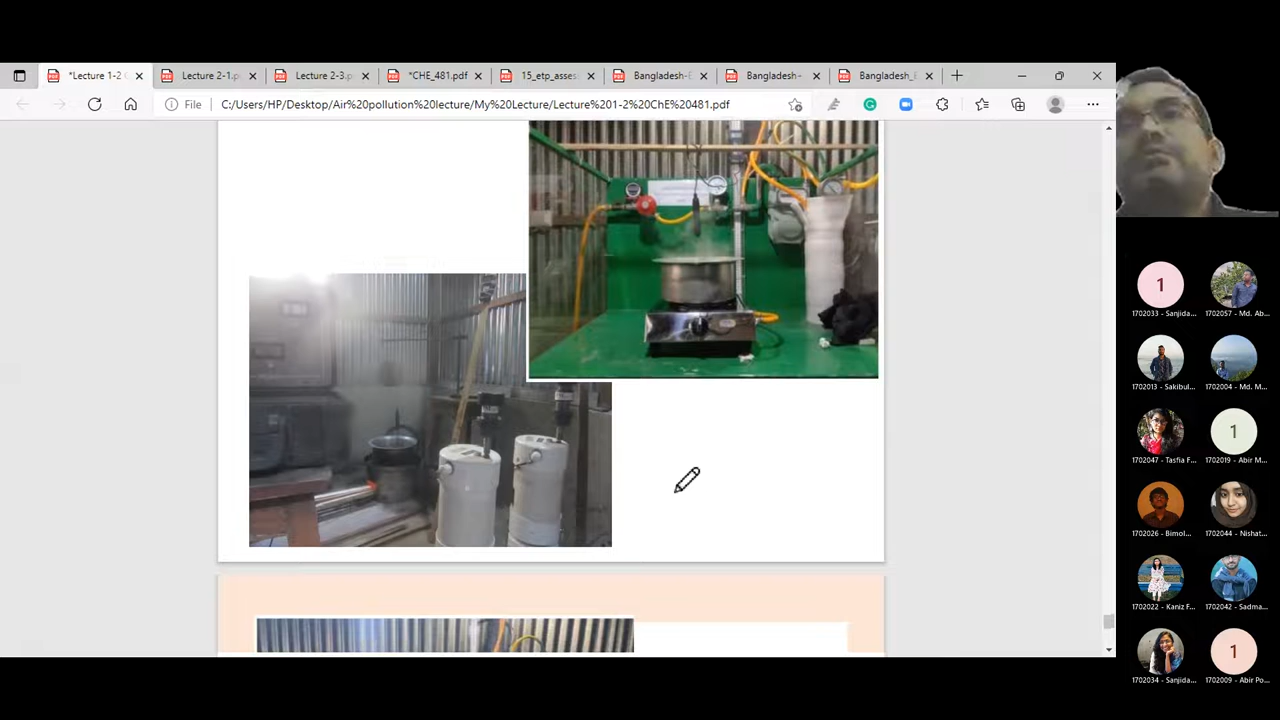 *Lecture 1-2
Lecture 2-1.p
Lecture 2-3.p
*CHE_481.pdf
15_etp_asses
Bangladesh-
Bangladesh-
Bangladesh_
File
C:/Users/HP/Desktop/Air%20pollution%20lecture/My%20Lecture/Lecture%201-2%20ChE%20481.pdf
1
1702033 - Sanjida...
1702057 - Md. Ab...
1702013 - Sakibul...
1702004 - Md. M...
1
1702047 - Tasfia F...
1702019 - Abir M...
1702026 - Bimol...
1702044 - Nishat...
1702022 - Kaniz F...
1702042 - Sadma...
1
1702034 - Sanjida...
1702009 - Abir Po...